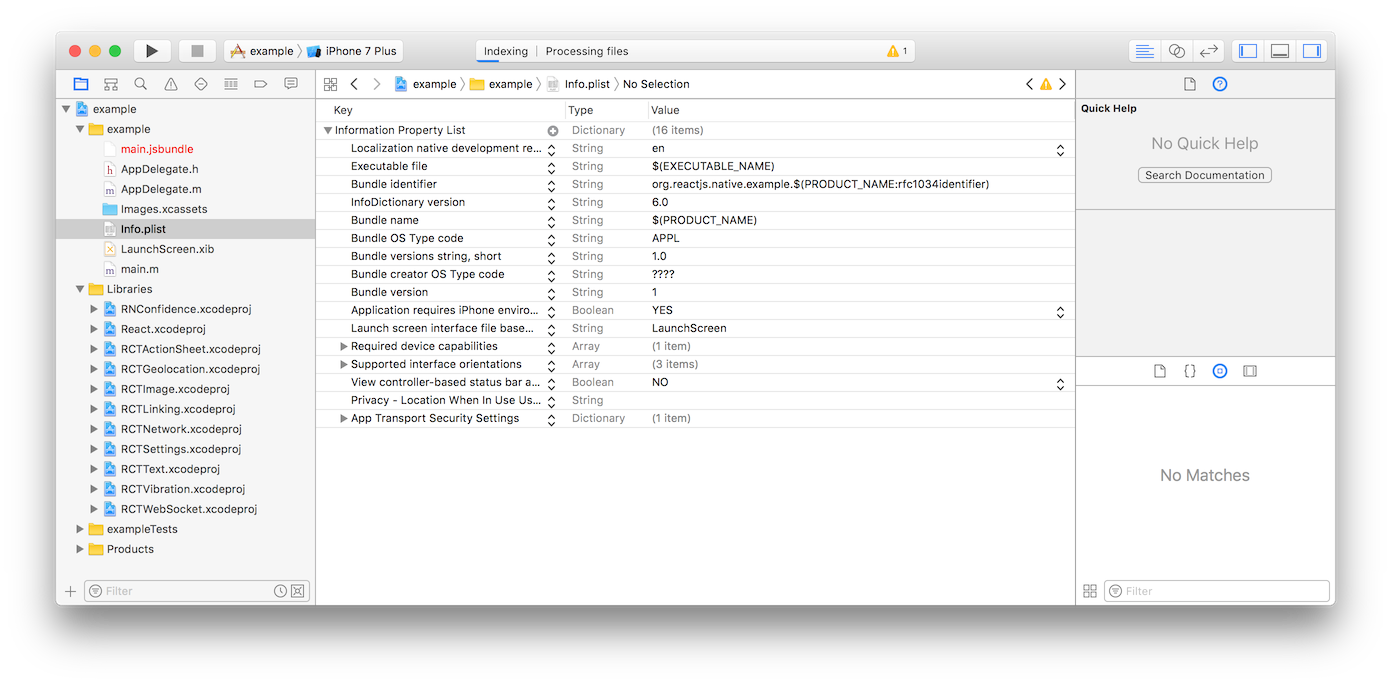 example 〉 iPhone 7 Plus
Indexing | Processing files
1
example 〉 example 〉 Info.plist 〉 No Selection
example
example
main.jsbundle
AppDelegate.h
AppDelegate.m
Images.xcassets
Info.plist
LaunchScreen.xib
main.m
Libraries
RNConfidence.xcodeproj
React.xcodeproj
RCTActionSheet.xcodeproj
RCTGeolocation.xcodeproj
RCTImage.xcodeproj
RCTLinking.xcodeproj
RCTNetwork.xcodeproj
RCTSettings.xcodeproj
RCTText.xcodeproj
RCTVibration.xcodeproj
RCTWebSocket.xcodeproj
exampleTests
Products
Filter
Key Type Value
Information Property List Dictionary (16 items)
Localization native development re... String en
Executable file String $(EXECUTABLE_NAME)
Bundle identifier String org.reactjs.native.example.$(PRODUCT_NAME:rfc1034identifier)
InfoDictionary version String 6.0
Bundle name String $(PRODUCT_NAME)
Bundle OS Type code String APPL
Bundle versions string, short String 1.0
Bundle creator OS Type code String ????
Bundle version String 1
Application requires iPhone enviro... Boolean YES
Launch screen interface file base... String LaunchScreen
Required device capabilities Array (1 item)
Supported interface orientations Array (3 items)
View controller-based status bar a... Boolean NO
Privacy - Location When In Use Us... String
App Transport Security Settings Dictionary (1 item)
Quick Help
No Quick Help
Search Documentation
No Matches
Filter